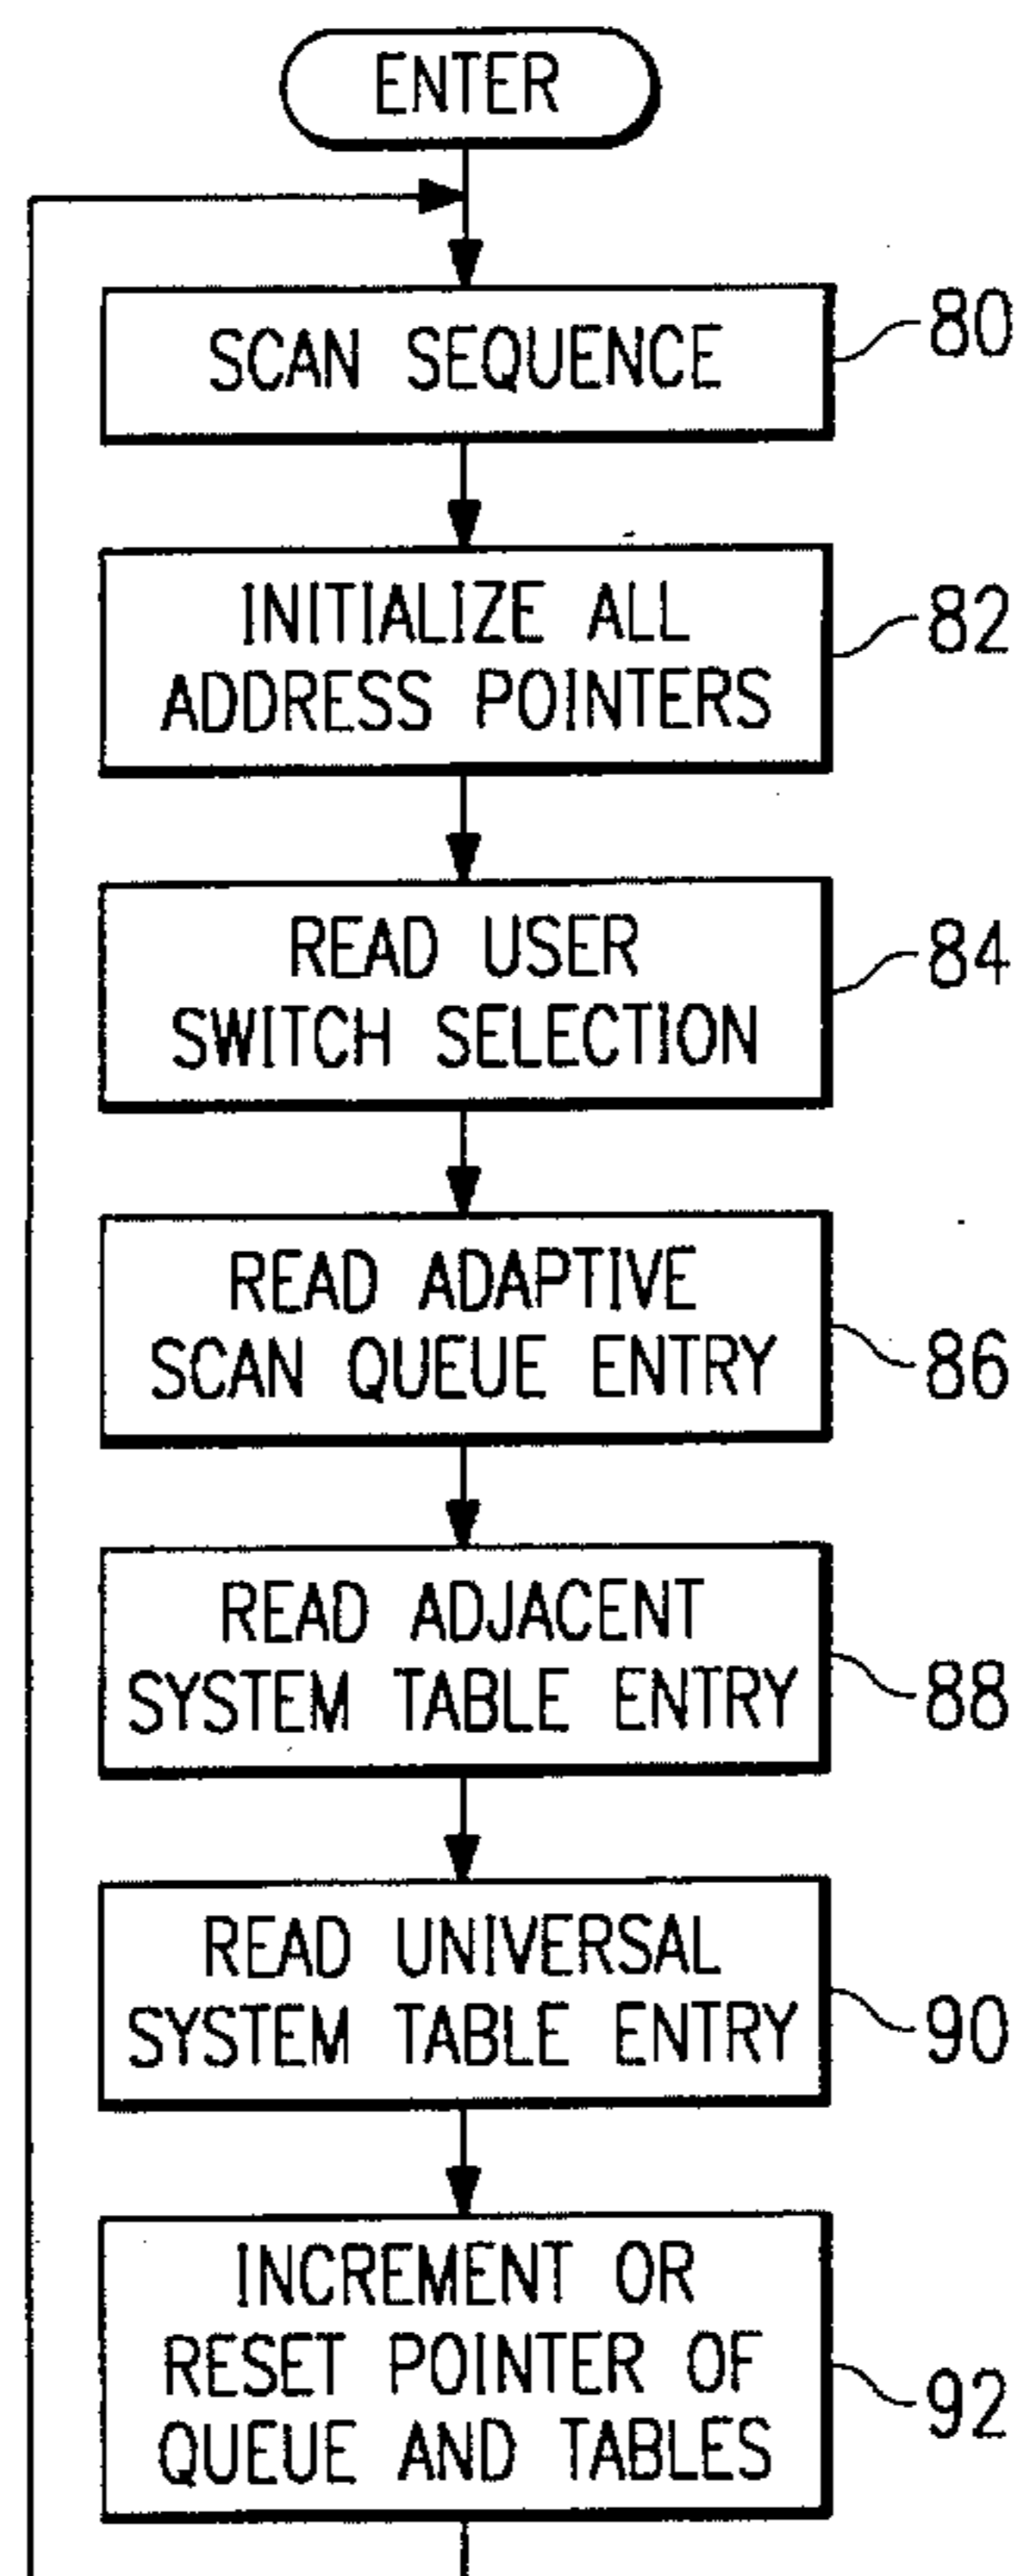 ENTER
SCAN SEQUENCE
80
INITIALIZE ALL
ADDRESS POINTERS
82
READ USER
SWITCH SELECTION
84
READ ADAPTIVE
SCAN QUEUE ENTRY
86
READ ADJACENT
SYSTEM TABLE ENTRY
88
READ UNIVERSAL
SYSTEM TABLE ENTRY
90
INCREMENT OR
RESET POINTER OF
QUEUE AND TABLES
92